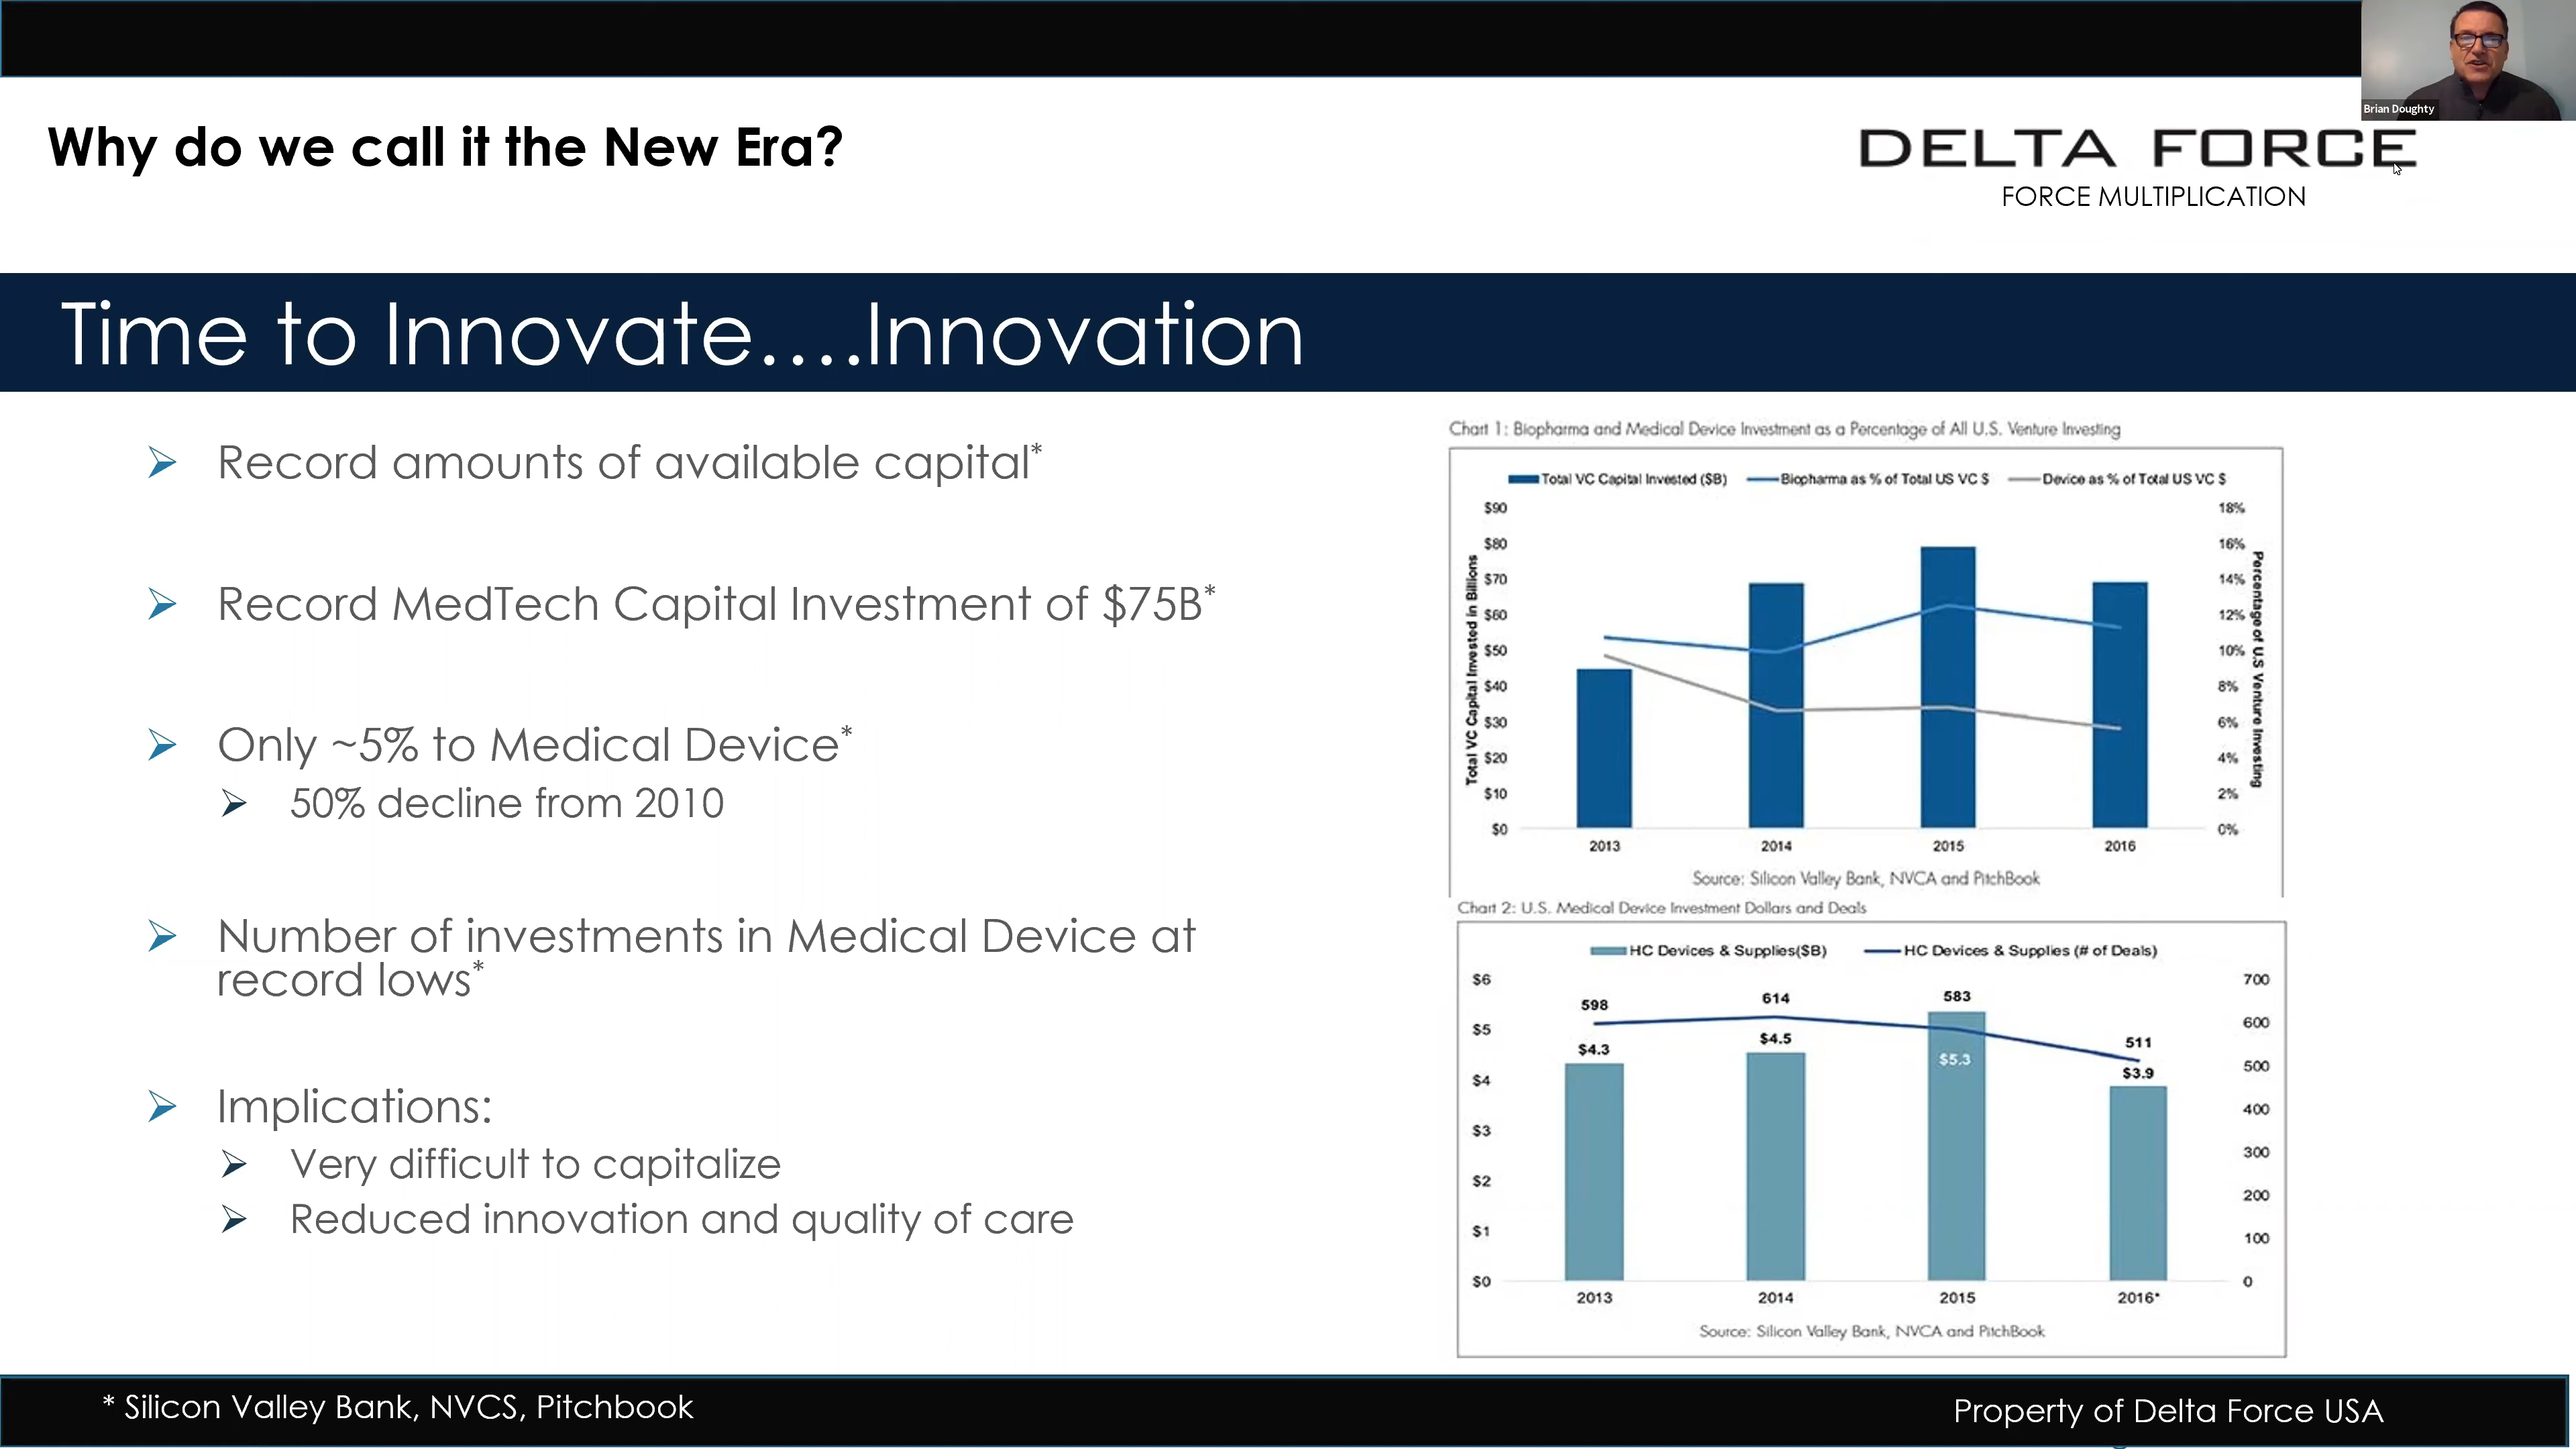 Brian Doughty
Why do we call it the New Era?
DELTA FORCE
FORCE MULTIPLICATION
Time to Innovate....Innovation
Record amounts of available capital*
Record MedTech Capital Investment of $75B*
Only ~5% to Medical Device*
50% decline from 2010
Number of investments in Medical Device at
record lows*
Implications:
Very difficult to capitalize
Reduced innovation and quality of care
Chart 1: Biopharma and Medical Device Investment as a Percentage of All U.S. Venture Investing
Total VC Capital Invested ($B) Biopharma as % of Total US VC $ Device as % of Total US VC $
Total VC Capital Invested in Billions
$90
$80
$70
$60
$50
$40
$30
$20
$10
$0
18%
16%
14%
12%
10%
8%
6%
4%
2%
0%
Percentage of U.S Venture Investing
2013 2014 2015 2016
Source: Silicon Valley Bank, NVCA and PitchBook
Chart 2: U.S. Medical Device Investment Dollars and Deals
HC Devices & Supplies($B) HC Devices & Supplies (# of Deals)
$6
$5
$4
$3
$2
$1
$0
598 614 583 511
$4.3 $4.5 $5.3 $3.9
700
600
500
400
300
200
100
0
2013 2014 2015 2016*
Source: Silicon Valley Bank, NVCA and PitchBook
* Silicon Valley Bank, NVCS, Pitchbook
Property of Delta Force USA